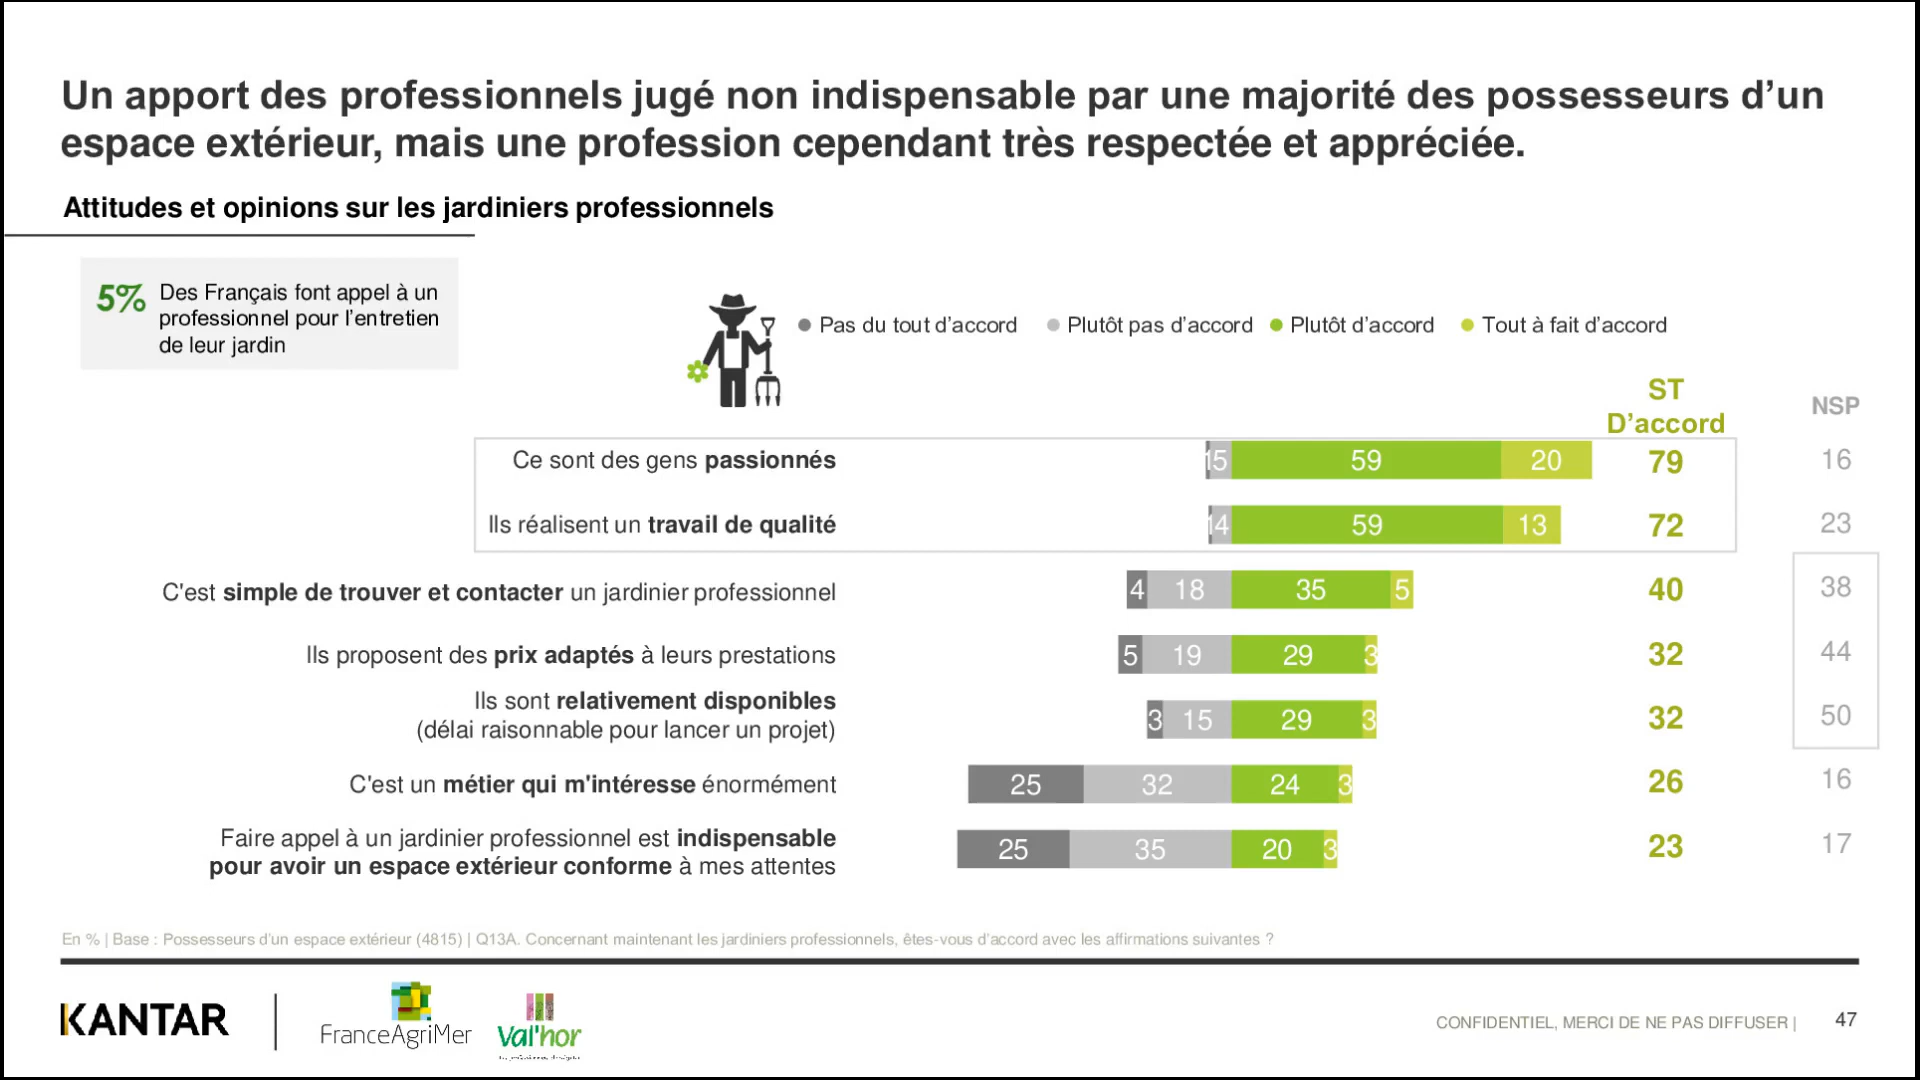 Un apport des professionnels jugé non indispensable par une majorité des possesseurs d’un
espace extérieur, mais une profession cependant très respectée et appréciée.
Attitudes et opinions sur les jardiniers professionnels
5% Des Français font appel à un
professionnel pour l’entretien
de leur jardin
Pas du tout d’accord Plutôt pas d’accord Plutôt d’accord Tout à fait d’accord
ST
D’accord
NSP
Ce sont des gens passionnés 1 5 59 20 79 16
Ils réalisent un travail de qualité 1 4 59 13 72 23
C'est simple de trouver et contacter un jardinier professionnel 4 18 35 5 40 38
Ils proposent des prix adaptés à leurs prestations 5 19 29 3 32 44
Ils sont relativement disponibles
(délai raisonnable pour lancer un projet) 3 15 29 3 32 50
C'est un métier qui m'intéresse énormément 25 32 24 3 26 16
Faire appel à un jardinier professionnel est indispensable
pour avoir un espace extérieur conforme à mes attentes 25 35 20 3 23 17
En % | Base : Possesseurs d’un espace extérieur (4815) | Q13A. Concernant maintenant les jardiniers professionnels, êtes-vous d’accord avec les affirmations suivantes ?
KANTAR
FranceAgriMer
Val'hor
CONFIDENTIEL, MERCI DE NE PAS DIFFUSER | 47